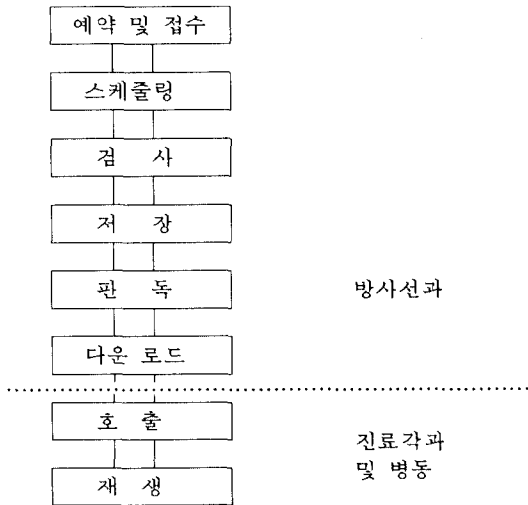 예약 및 접수
스케줄링
검 사
저 장
판 독
방사선과
다운 로드
호 출
진료각과
및 병동
재 생